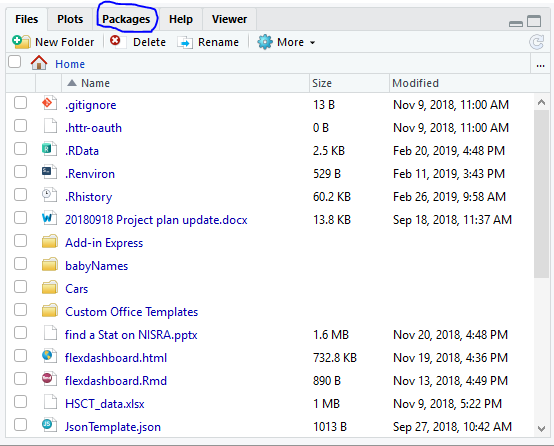 Files Plots Packages Help Viewer
New Folder Delete Rename More
Home ...
Name Size Modified
.gitignore 13 B Nov 9, 2018, 11:00 AM
.httr-oauth 0 B Nov 9, 2018, 11:00 AM
.RData 2.5 KB Feb 20, 2019, 4:48 PM
.Renviron 529 B Feb 11, 2019, 3:43 PM
.Rhistory 60.2 KB Feb 26, 2019, 9:58 AM
20180918 Project plan update.docx 13.8 KB Sep 18, 2018, 11:37 AM
Add-in Express
babyNames
Cars
Custom Office Templates
find a Stat on NISRA.pptx 1.6 MB Nov 20, 2018, 4:48 PM
flexdashboard.html 732.8 KB Nov 19, 2018, 4:36 PM
flexdashboard.Rmd 890 B Nov 13, 2018, 4:49 PM
HSCT_data.xlsx 1 MB Nov 9, 2018, 5:22 PM
JsonTemplate.json 1013 B Sep 27, 2018, 10:42 AM